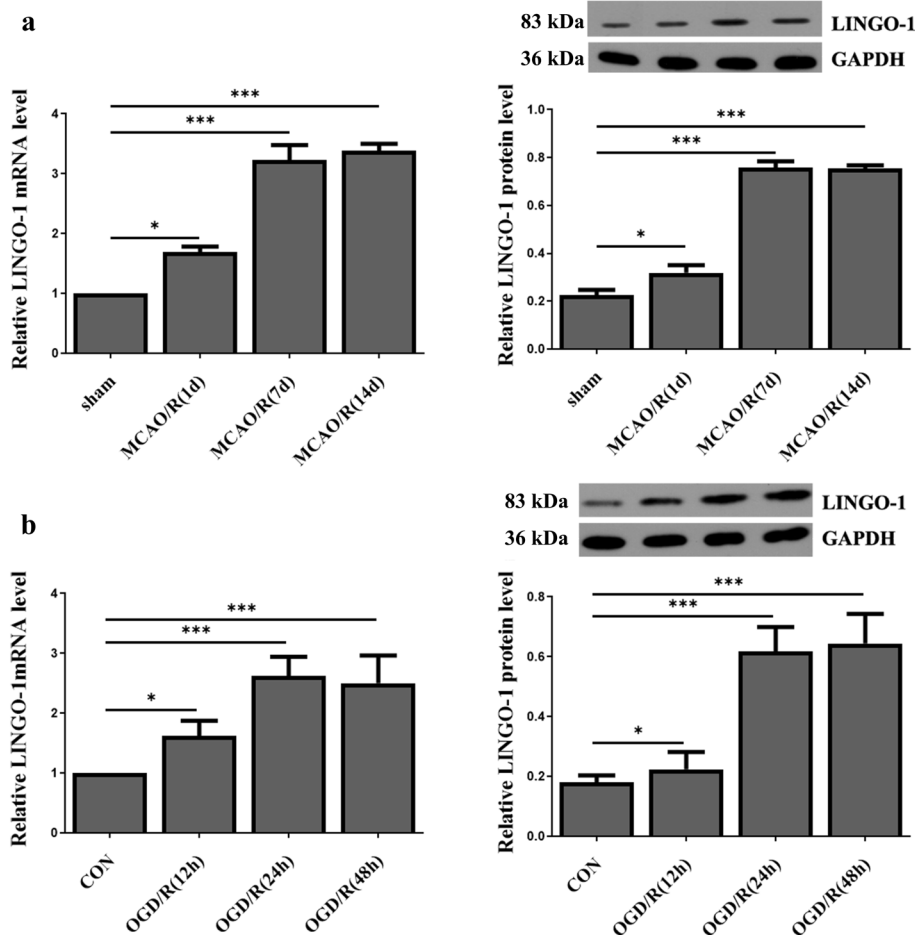 a
83 kDa
LINGO-1
36 kDa
GAPDH
Relative LINGO-1 mRNA level
4
3
2
1
0
***
***
*
sham
MCAO/R(1d)
MCAO/R(7d)
MCAO/R(14d)
Relative LINGO-1 protein level
1.0
0.8
0.6
0.4
0.2
0.0
***
***
*
sham
MCAO/R(1d)
MCAO/R(7d)
MCAO/R(14d)
b
83 kDa
LINGO-1
36 kDa
GAPDH
Relative LINGO-1mRNA level
4
3
2
1
0
***
***
*
CON
OGD/R(12h)
OGD/R(24h)
OGD/R(48h)
Relative LINGO-1 protein level
0.8
0.6
0.4
0.2
0.0
***
***
*
CON
OGD/R(12h)
OGD/R(24h)
OGD/R(48h)